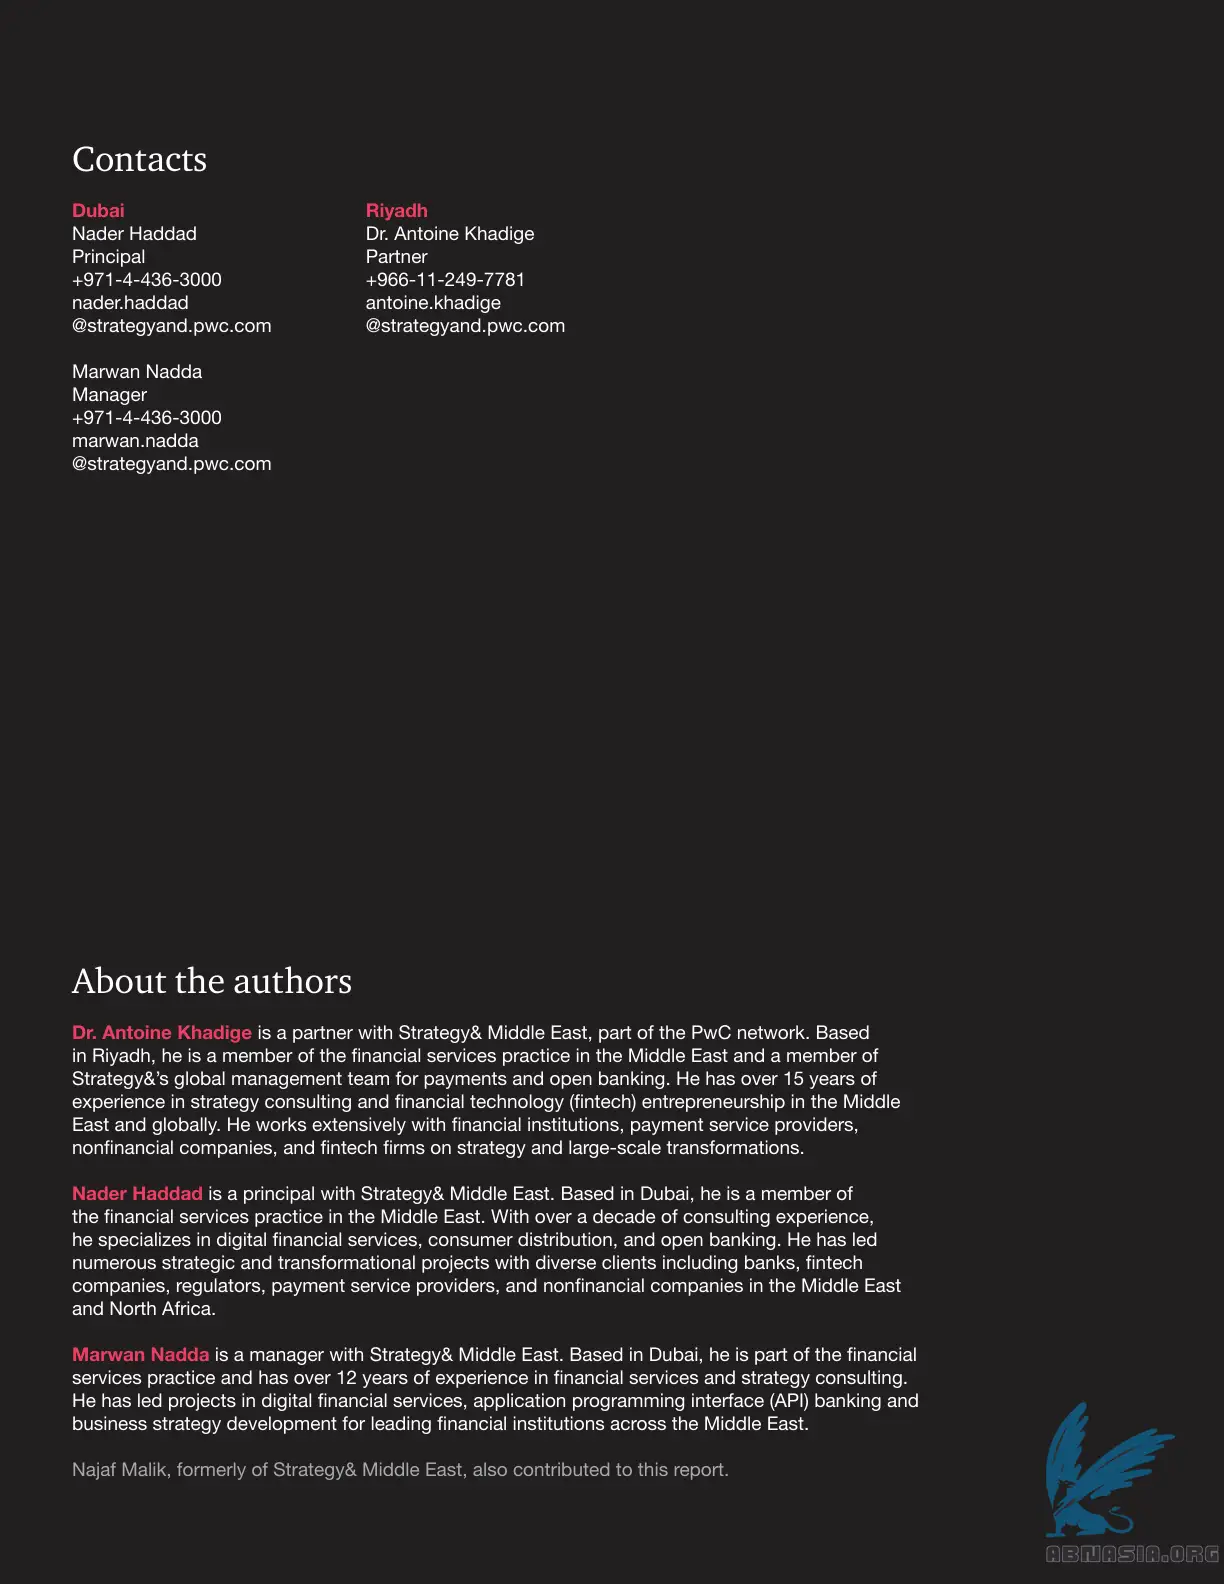 Contacts
Dubai
Nader Haddad
Principal
+971-4-436-3000
nader.haddad
@strategyand.pwc.com
Marwan Nadda
Manager
+971-4-436-3000
marwan.nadda
@strategyand.pwc.com
Riyadh
Dr. Antoine Khadige
Partner
+966-11-249-7781
antoine.khadige
@strategyand.pwc.com
About the authors
Dr. Antoine Khadige is a partner with Strategy& Middle East, part of the PwC network. Based
in Riyadh, he is a member of the financial services practice in the Middle East and a member of
Strategy&’s global management team for payments and open banking. He has over 15 years of
experience in strategy consulting and financial technology (fintech) entrepreneurship in the Middle
East and globally. He works extensively with financial institutions, payment service providers,
nonfinancial companies, and fintech firms on strategy and large-scale transformations.
Nader Haddad is a principal with Strategy& Middle East. Based in Dubai, he is a member of
the financial services practice in the Middle East. With over a decade of consulting experience,
he specializes in digital financial services, consumer distribution, and open banking. He has led
numerous strategic and transformational projects with diverse clients including banks, fintech
companies, regulators, payment service providers, and nonfinancial companies in the Middle East
and North Africa.
Marwan Nadda is a manager with Strategy& Middle East. Based in Dubai, he is part of the financial
services practice and has over 12 years of experience in financial services and strategy consulting.
He has led projects in digital financial services, application programming interface (API) banking and
business strategy development for leading financial institutions across the Middle East.
Najaf Malik, formerly of Strategy& Middle East, also contributed to this report.
ABNASIA.ORG